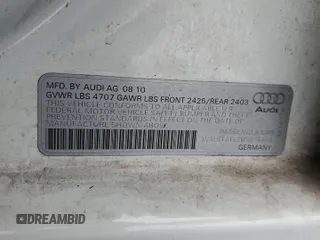 MFD. BY AUDI AG 08 10
GVWR LBS 4707 GAWR LBS FRONT 2425/REAR 2403
THIS VEHICLE CONFORMS TO ALL APPLICABLE
FEDERAL MOTOR VEHICLE SAFETY, BUMPER AND THEFT
PREVENTION STANDARDS IN EFFECT ON THE DATE OF
MANUFACTURE SHOWN ABOVE
Audi
PASSENGER CAR
GERMANY
DREAMBID